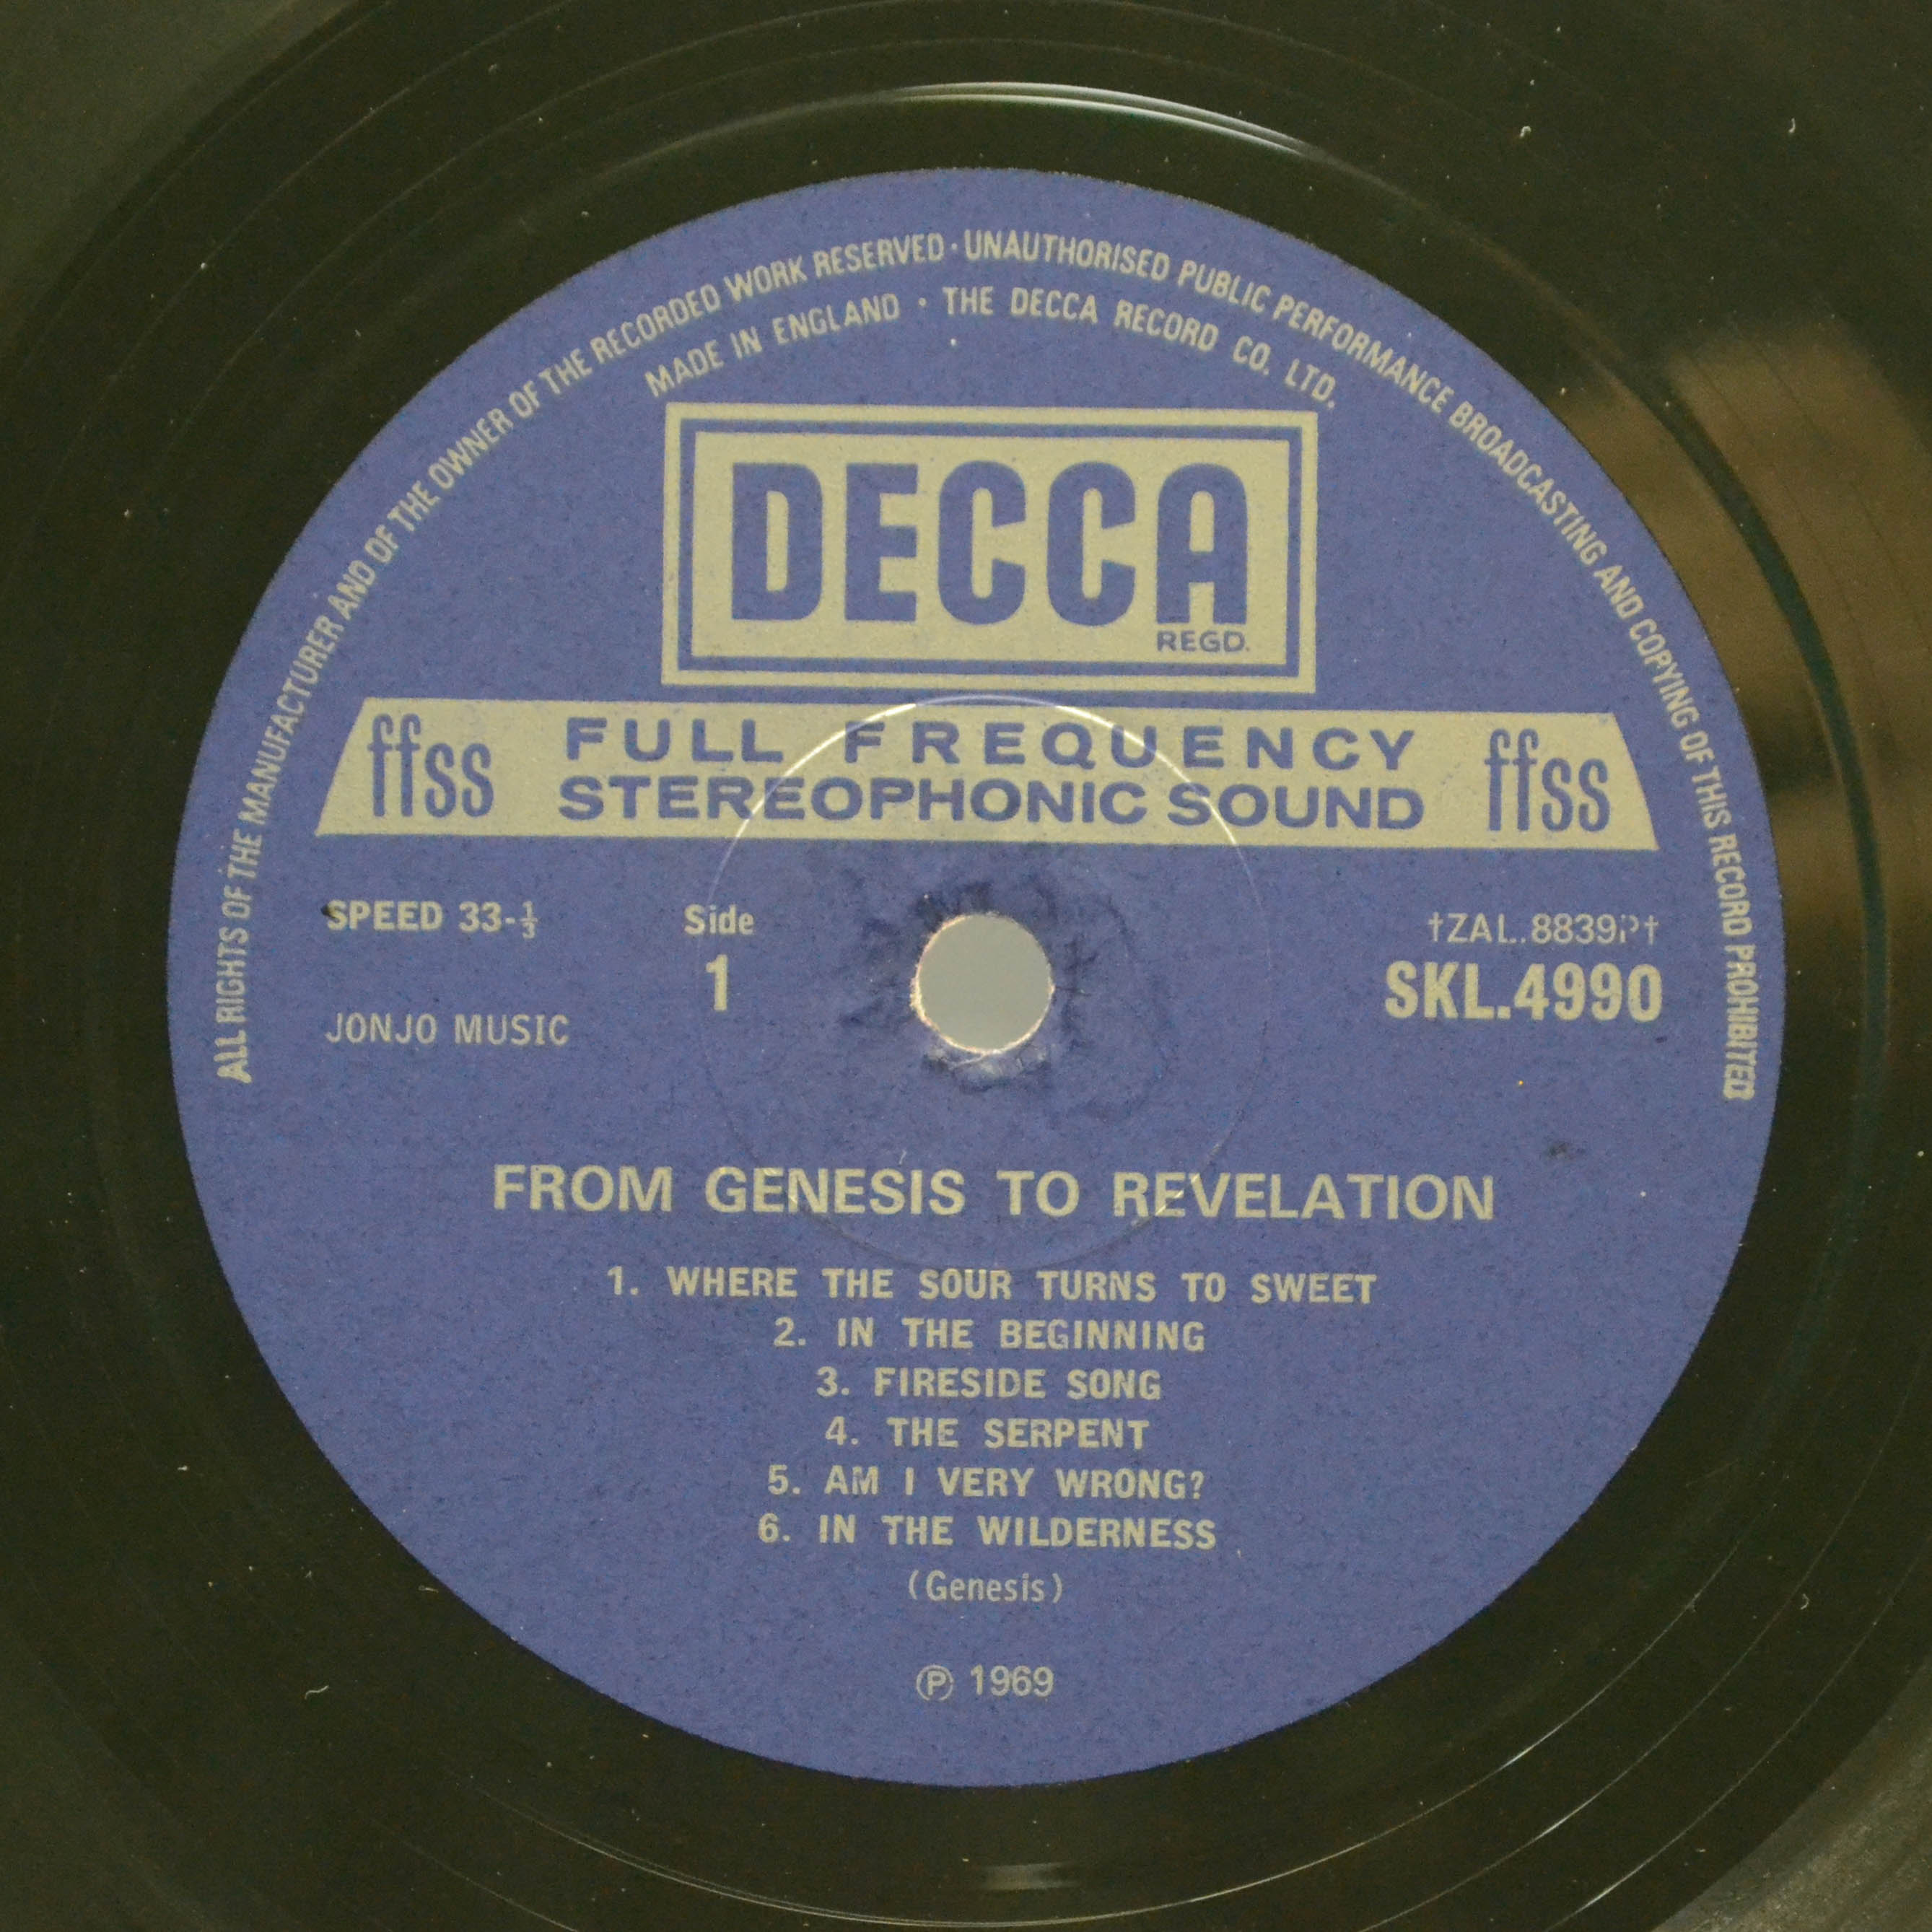 ALL RIGHTS OF THE MANUFACTURER AND OF THE OWNER OF THE RECORDED WORK RESERVED · UNAUTHORISED PUBLIC PERFORMANCE BROADCASTING AND COPYING OF THIS RECORD PROHIBITED
MADE IN ENGLAND · THE DECCA RECORD CO. LTD.
DECCA
REGD.
ffss FULL FREQUENCY ffss
STEREOPHONIC SOUND
SPEED 33-⅓ Side †ZAL.8839P†
1 SKL.4990
JONJO MUSIC
FROM GENESIS TO REVELATION
1. WHERE THE SOUR TURNS TO SWEET
2. IN THE BEGINNING
3. FIRESIDE SONG
4. THE SERPENT
5. AM I VERY WRONG?
6. IN THE WILDERNESS
(Genesis)
℗ 1969